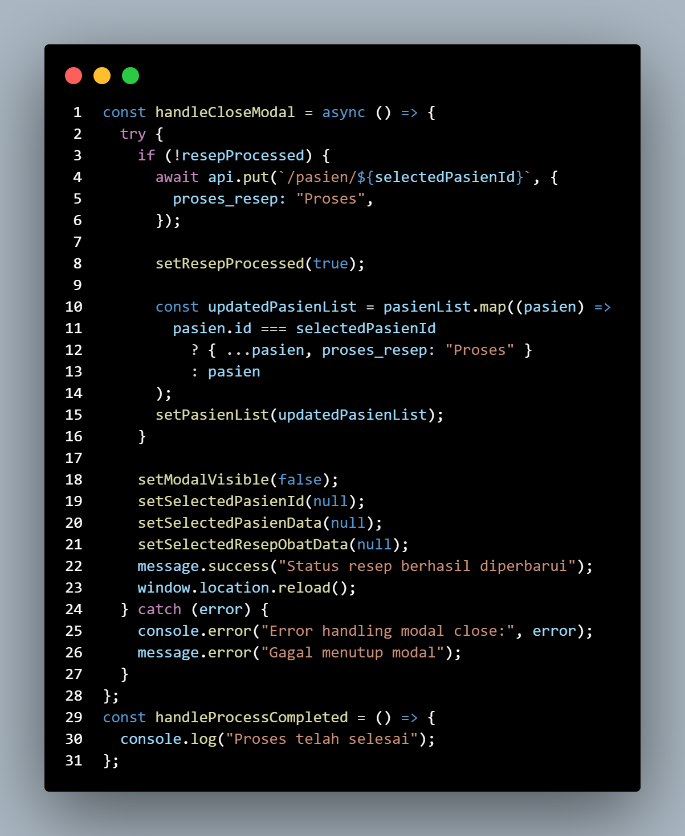 1 const handleCloseModal = async () => {
2   try {
3     if (!resepProcessed) {
4       await api.put(`/pasien/${selectedPasienId}`, {
5         proses_resep: "Proses",
6       });
7
8       setResepProcessed(true);
9
10       const updatedPasienList = pasienList.map((pasien) =>
11         pasien.id === selectedPasienId
12           ? { ...pasien, proses_resep: "Proses" }
13           : pasien
14       );
15       setPasienList(updatedPasienList);
16     }
17
18     setModalVisible(false);
19     setSelectedPasienId(null);
20     setSelectedPasienData(null);
21     setSelectedResepObatData(null);
22     message.success("Status resep berhasil diperbarui");
23     window.location.reload();
24   } catch (error) {
25     console.error("Error handling modal close:", error);
26     message.error("Gagal menutup modal");
27   }
28 };
29 const handleProcessCompleted = () => {
30   console.log("Proses telah selesai");
31 };